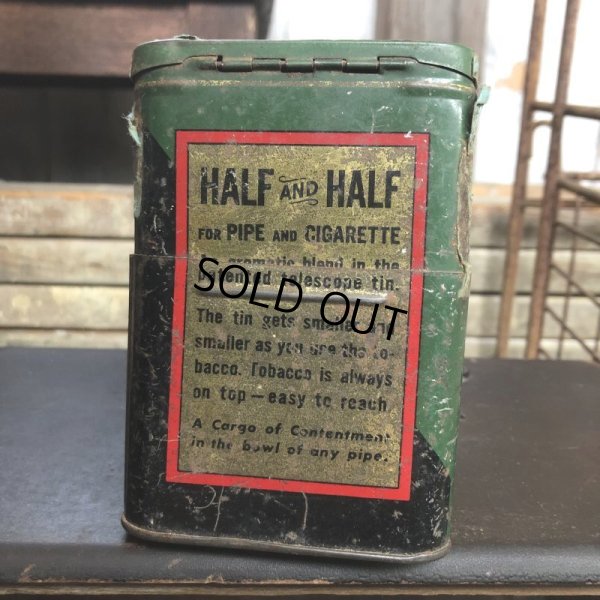 HALF AND HALF
FOR PIPE AND CIGARETTE
aromatic blend in the
telescope tin.
SOLD OUT
The tin gets smaller and
smaller as you use the to-
bacco. Tobacco is always
on top — easy to reach
A Cargo of Contentment
in the bowl of any pipe.